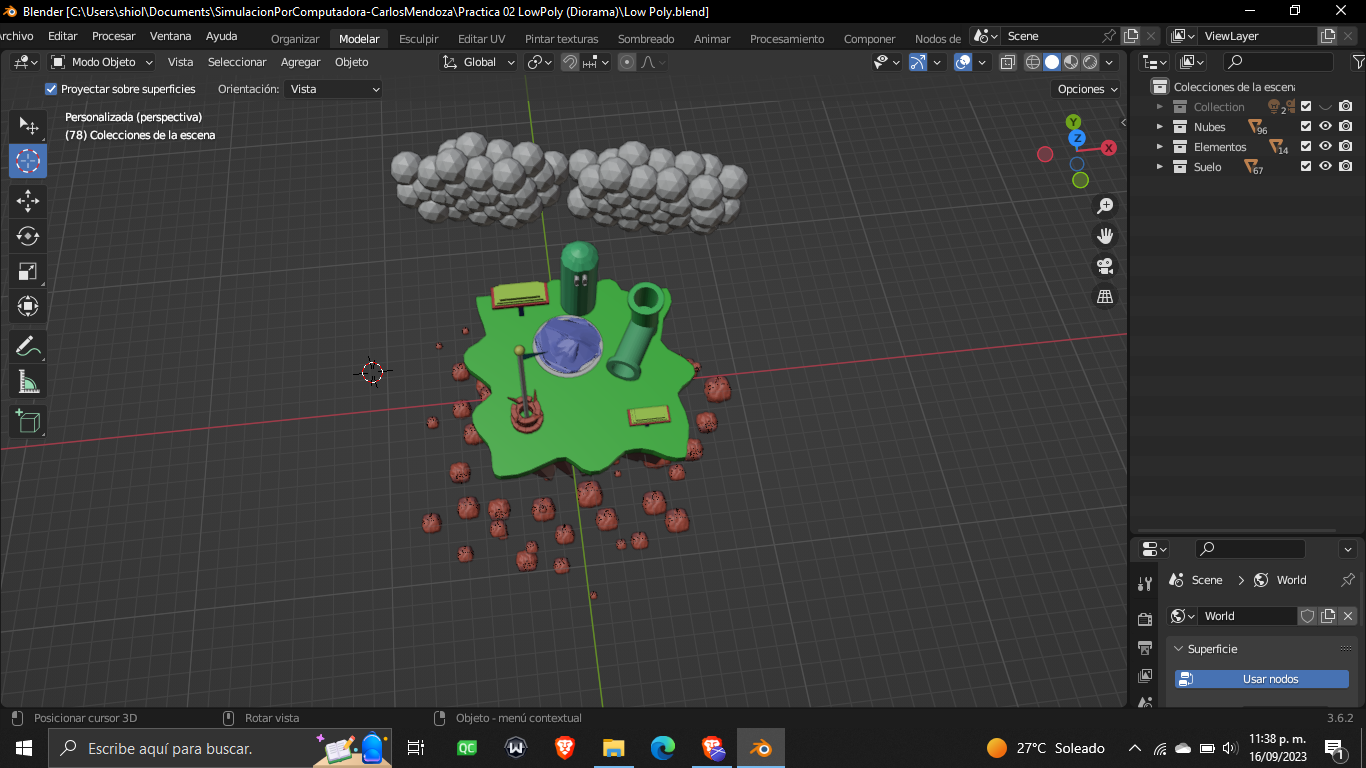 Blender [C:\Users\shiol\Documents\SimulacionPorComputadora-CarlosMendoza\Practica 02 LowPoly (Diorama)\Low Poly.blend]
rchivo Editar Procesar Ventana Ayuda Organizar Modelar Esculpir Editar UV Pintar texturas Sombreado Animar Procesamiento Componer Nodos de Scene ViewLayer
Modo Objeto Vista Seleccionar Agregar Objeto Global
Proyectar sobre superficies Orientación: Vista Opciones
Personalizada (perspectiva)
(78) Colecciones de la escena
Y
Z
X
Colecciones de la escena
Collection 2
Nubes 96
Elementos 14
Suelo 67
Scene World
World
Superficie
Usar nodos
Posicionar cursor 3D Rotar vista Objeto - menú contextual 3.6.2
Escribe aquí para buscar. QC W 27°C Soleado 11:38 p. m.
16/09/2023 1